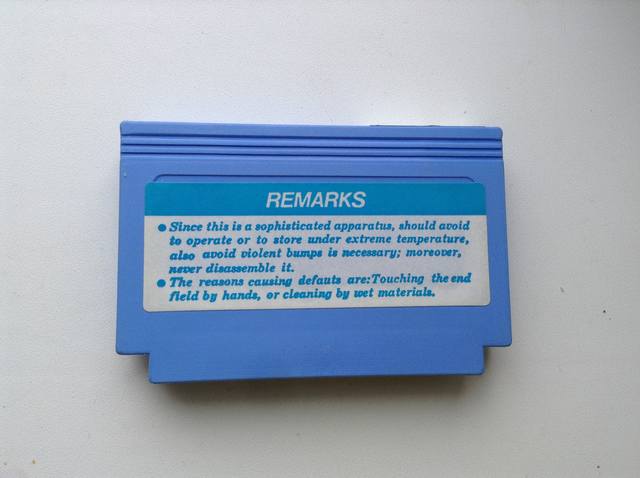 REMARKS
● Since this is a sophisticated apparatus, should avoid
to operate or to store under extreme temperature,
also avoid violent bumps is necessary; moreover,
never disassemble it.
● The reasons causing defauts are:Touching the end
field by hands, or cleaning by wet materials.